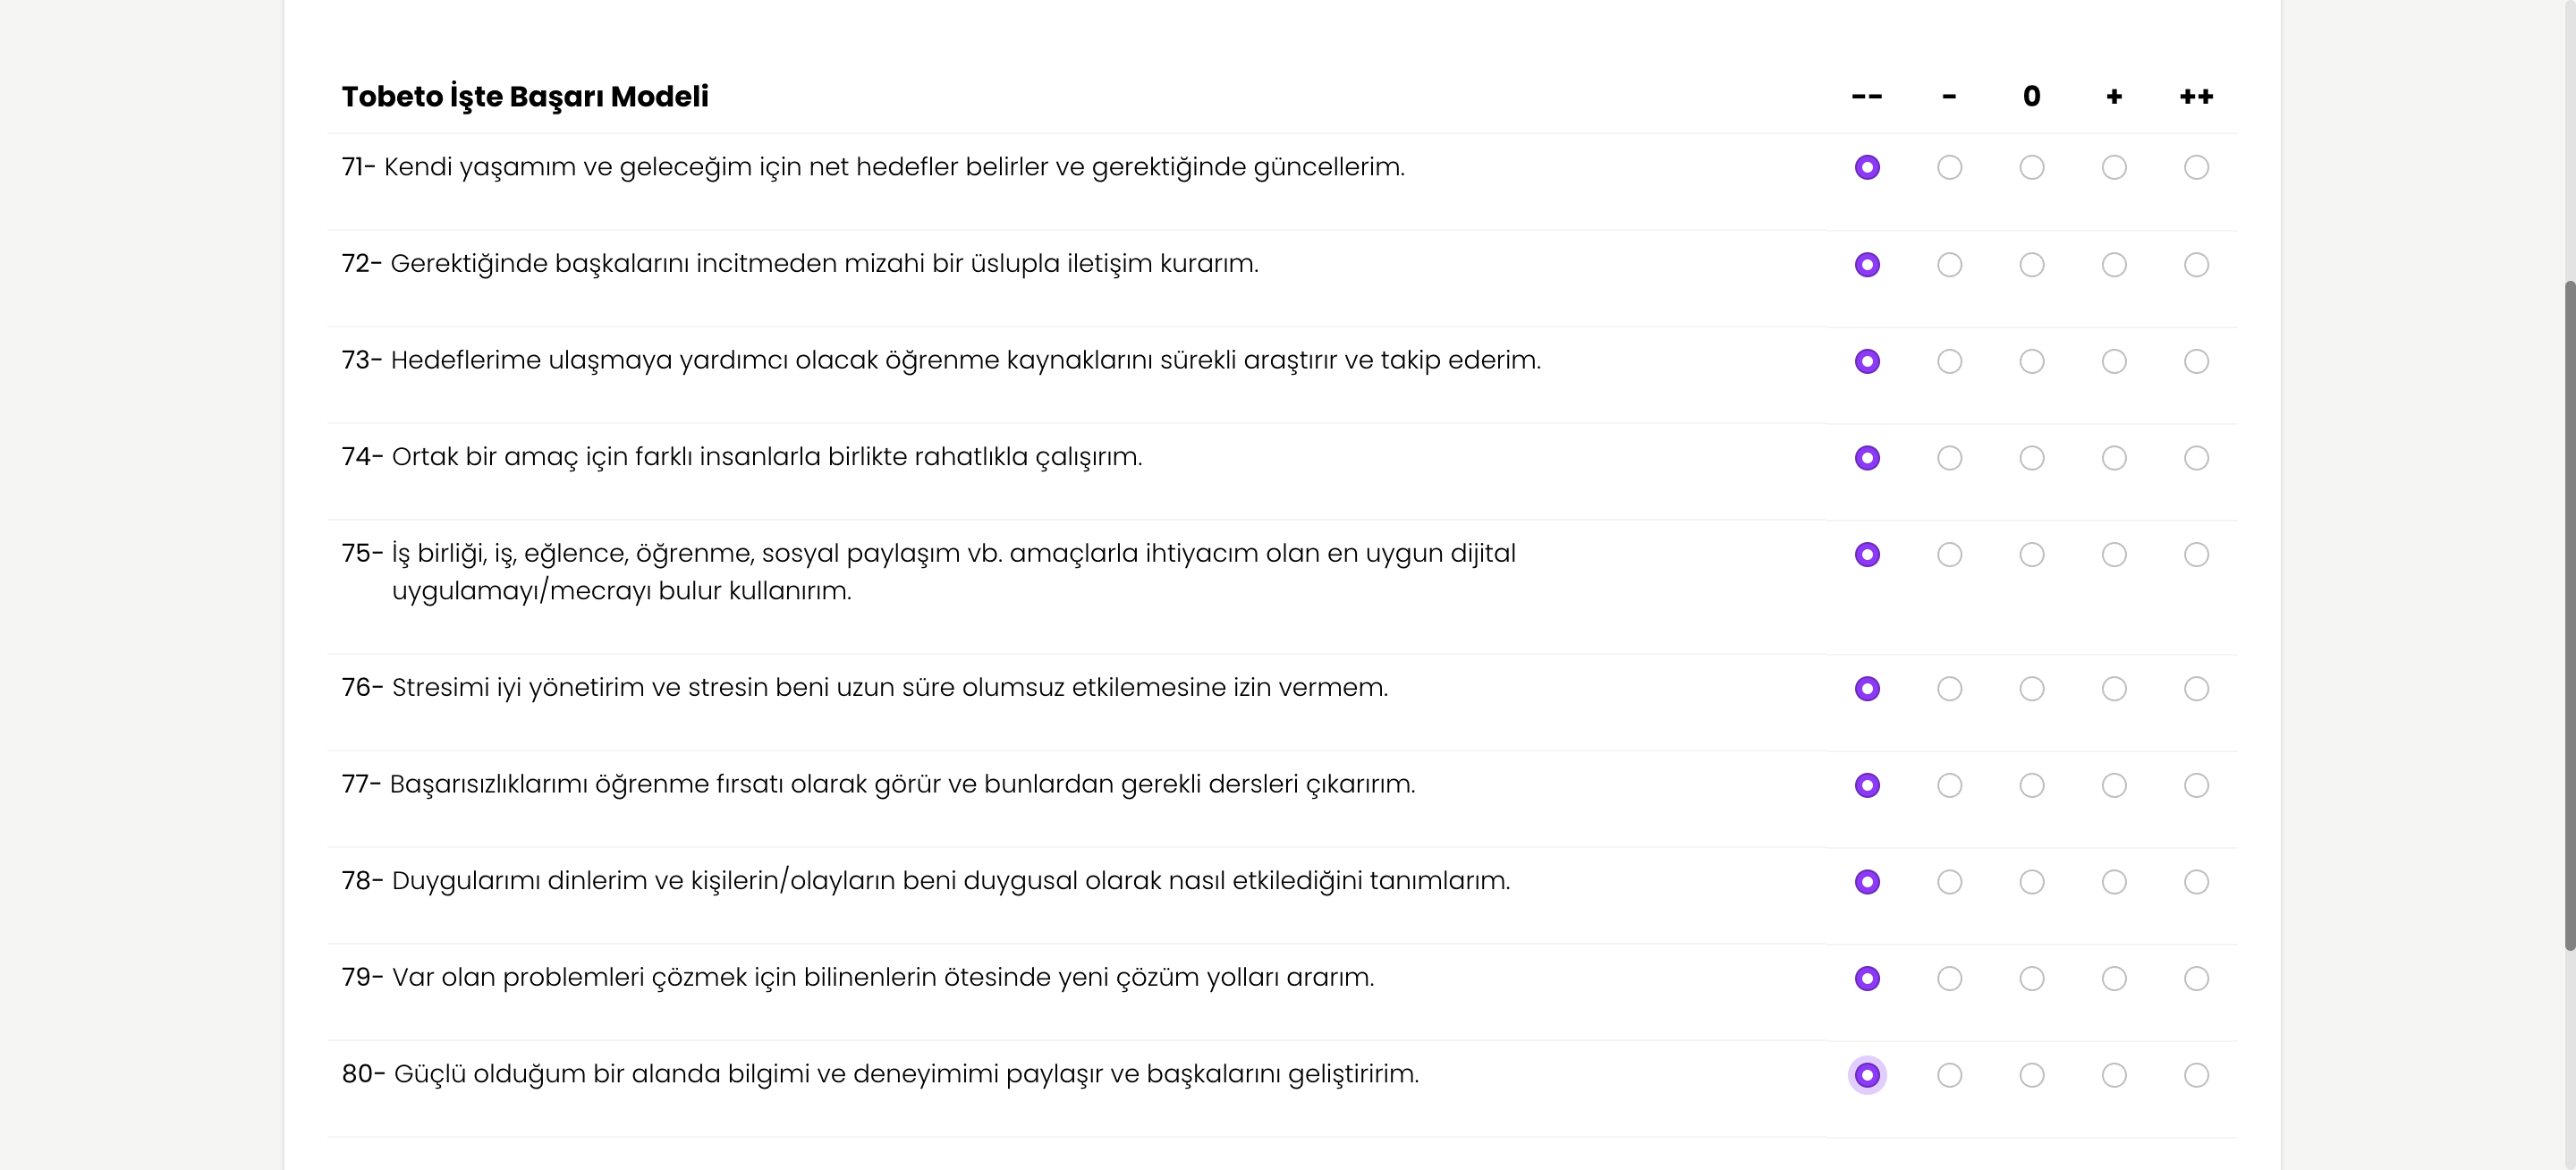 Tobeto İşte Başarı Modeli -- - 0 + ++
71- Kendi yaşamım ve geleceğim için net hedefler belirler ve gerektiğinde güncellerim.
72- Gerektiğinde başkalarını incitmeden mizahi bir üslupla iletişim kurarım.
73- Hedeflerime ulaşmaya yardımcı olacak öğrenme kaynaklarını sürekli araştırır ve takip ederim.
74- Ortak bir amaç için farklı insanlarla birlikte rahatlıkla çalışırım.
75- İş birliği, iş, eğlence, öğrenme, sosyal paylaşım vb. amaçlarla ihtiyacım olan en uygun dijital
uygulamayı/mecrayı bulur kullanırım.
76- Stresimi iyi yönetirim ve stresin beni uzun süre olumsuz etkilemesine izin vermem.
77- Başarısızlıklarımı öğrenme fırsatı olarak görür ve bunlardan gerekli dersleri çıkarırım.
78- Duygularımı dinlerim ve kişilerin/olayların beni duygusal olarak nasıl etkilediğini tanımlarım.
79- Var olan problemleri çözmek için bilinenlerin ötesinde yeni çözüm yolları ararım.
80- Güçlü olduğum bir alanda bilgimi ve deneyimimi paylaşır ve başkalarını geliştiririm.